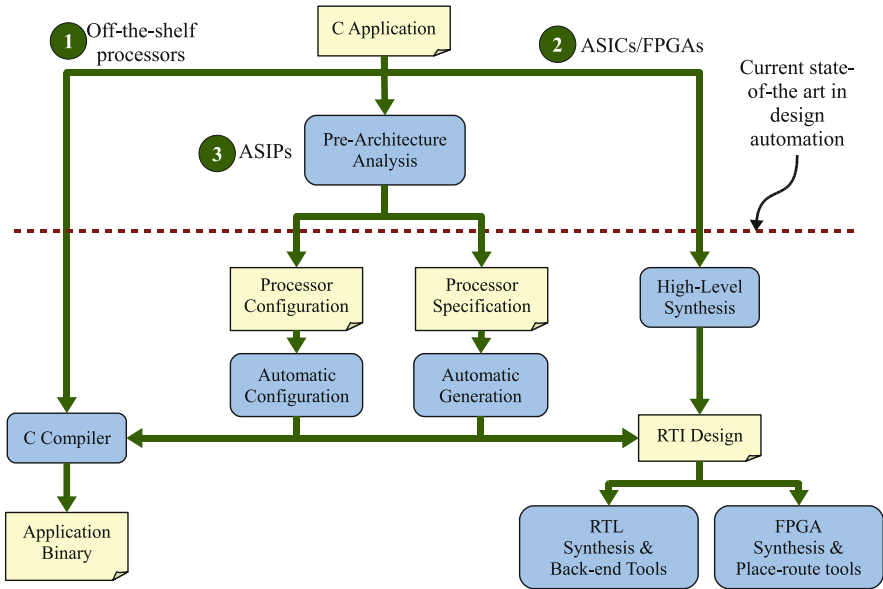 C Application
1
Off-the-shelf
processors
2
ASICs/FPGAs
Current state-
of-the art in
design
automation
3
ASIPs
Pre-Architecture
Analysis
Processor
Configuration
Processor
Specification
High-Level
Synthesis
Automatic
Configuration
Automatic
Generation
C Compiler
RTI Design
Application
Binary
RTL
Synthesis &
Back-end Tools
FPGA
Synthesis &
Place-route tools